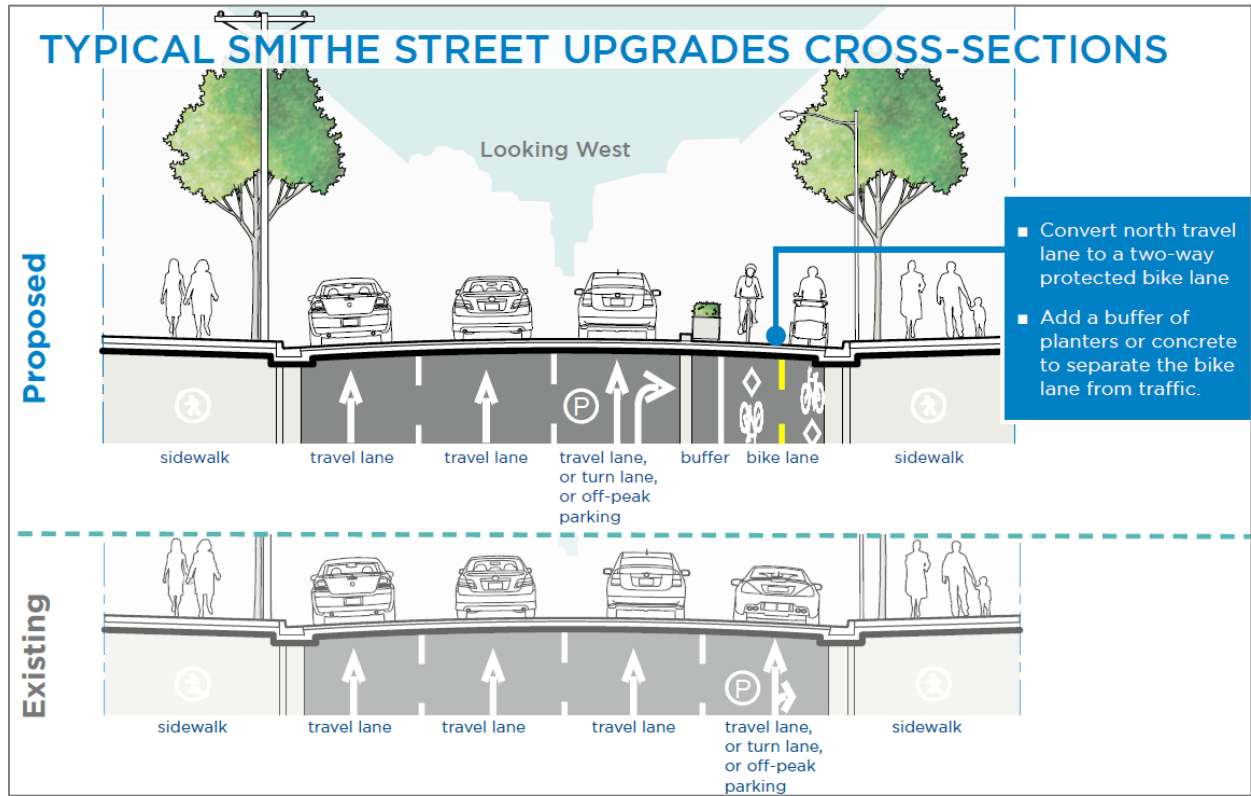 TYPICAL SMITHE STREET UPGRADES CROSS-SECTIONS
Looking West
Proposed
■ Convert north travel
lane to a two-way
protected bike lane
■ Add a buffer of
planters or concrete
to separate the bike
lane from traffic.
P
sidewalk
travel lane
travel lane
travel lane,
or turn lane,
or off-peak
parking
buffer
bike lane
sidewalk
Existing
P
sidewalk
travel lane
travel lane
travel lane
travel lane,
or turn lane,
or off-peak
parking
sidewalk